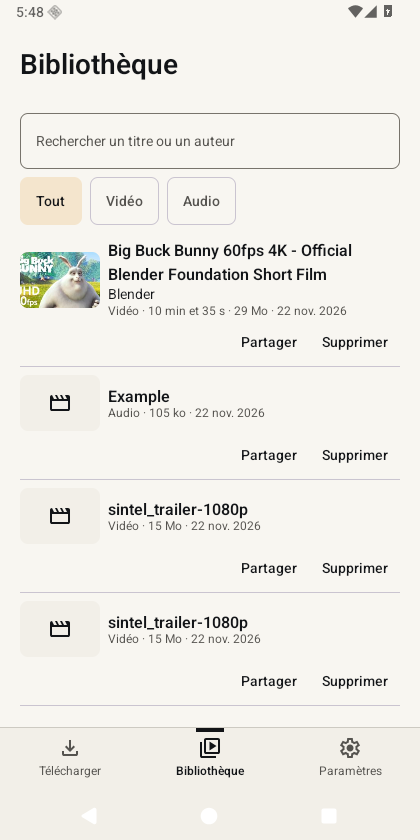 5:48
Bibliothèque
Rechercher un titre ou un auteur
Tout
Vidéo
Audio
Big Buck Bunny 60fps 4K - Official
Blender Foundation Short Film
Blender
Vidéo · 10 min et 35 s · 29 Mo · 22 nov. 2026
Partager
Supprimer
Example
Audio · 105 ko · 22 nov. 2026
Partager
Supprimer
sintel_trailer-1080p
Vidéo · 15 Mo · 22 nov. 2026
Partager
Supprimer
sintel_trailer-1080p
Vidéo · 15 Mo · 22 nov. 2026
Partager
Supprimer
Télécharger
Bibliothèque
Paramètres